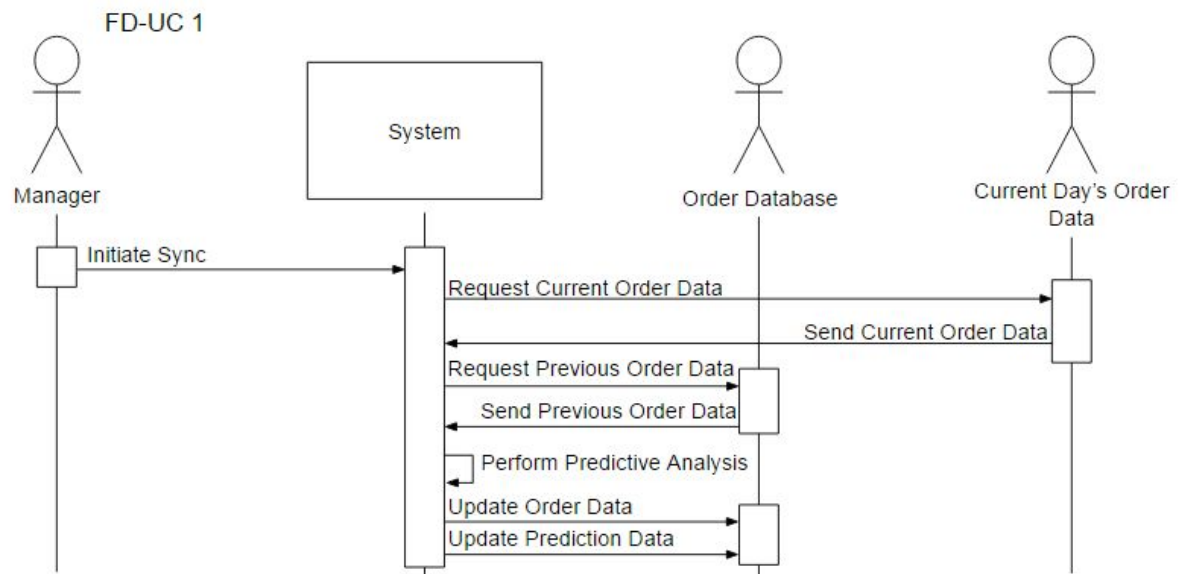 FD-UC 1
System
Manager
Order Database
Current Day's Order
Data
Initiate Sync
Request Current Order Data
Send Current Order Data
Request Previous Order Data
Send Previous Order Data
Perform Predictive Analysis
Update Order Data
Update Prediction Data